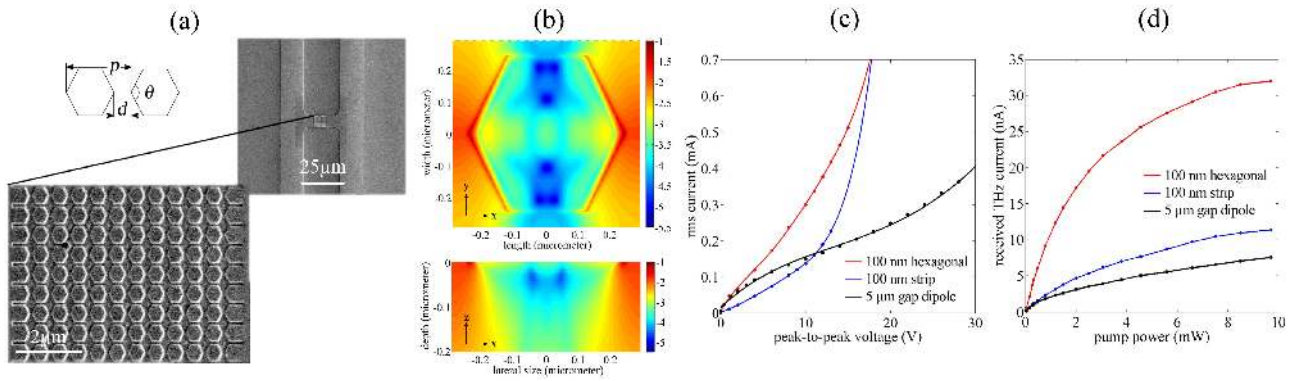 (a)
(b)
(c)
(d)
p
d
θ
25μm
2μm
width (micrometer)
0.2
0.1
0
-0.1
-0.2
y
x
-0.2
0
0.2
length (micrometer)
-1
-1.5
-2
-2.5
-3
-3.5
-4
-4.5
-5
-5.5
depth (micrometer)
0
-0.2
z
x
-0.2
0
0.2
lateral size (micrometer)
-1
-2
-3
-4
-5
rms current (mA)
0.7
0.6
0.5
0.4
0.3
0.2
0.1
0
100 nm hexagonal
100 nm strip
5 μm gap dipole
0
10
20
30
peak-to-peak voltage (V)
received THz current (nA)
35
30
25
20
15
10
5
0
100 nm hexagonal
100 nm strip
5 μm gap dipole
0
2
4
6
8
10
pump power (mW)